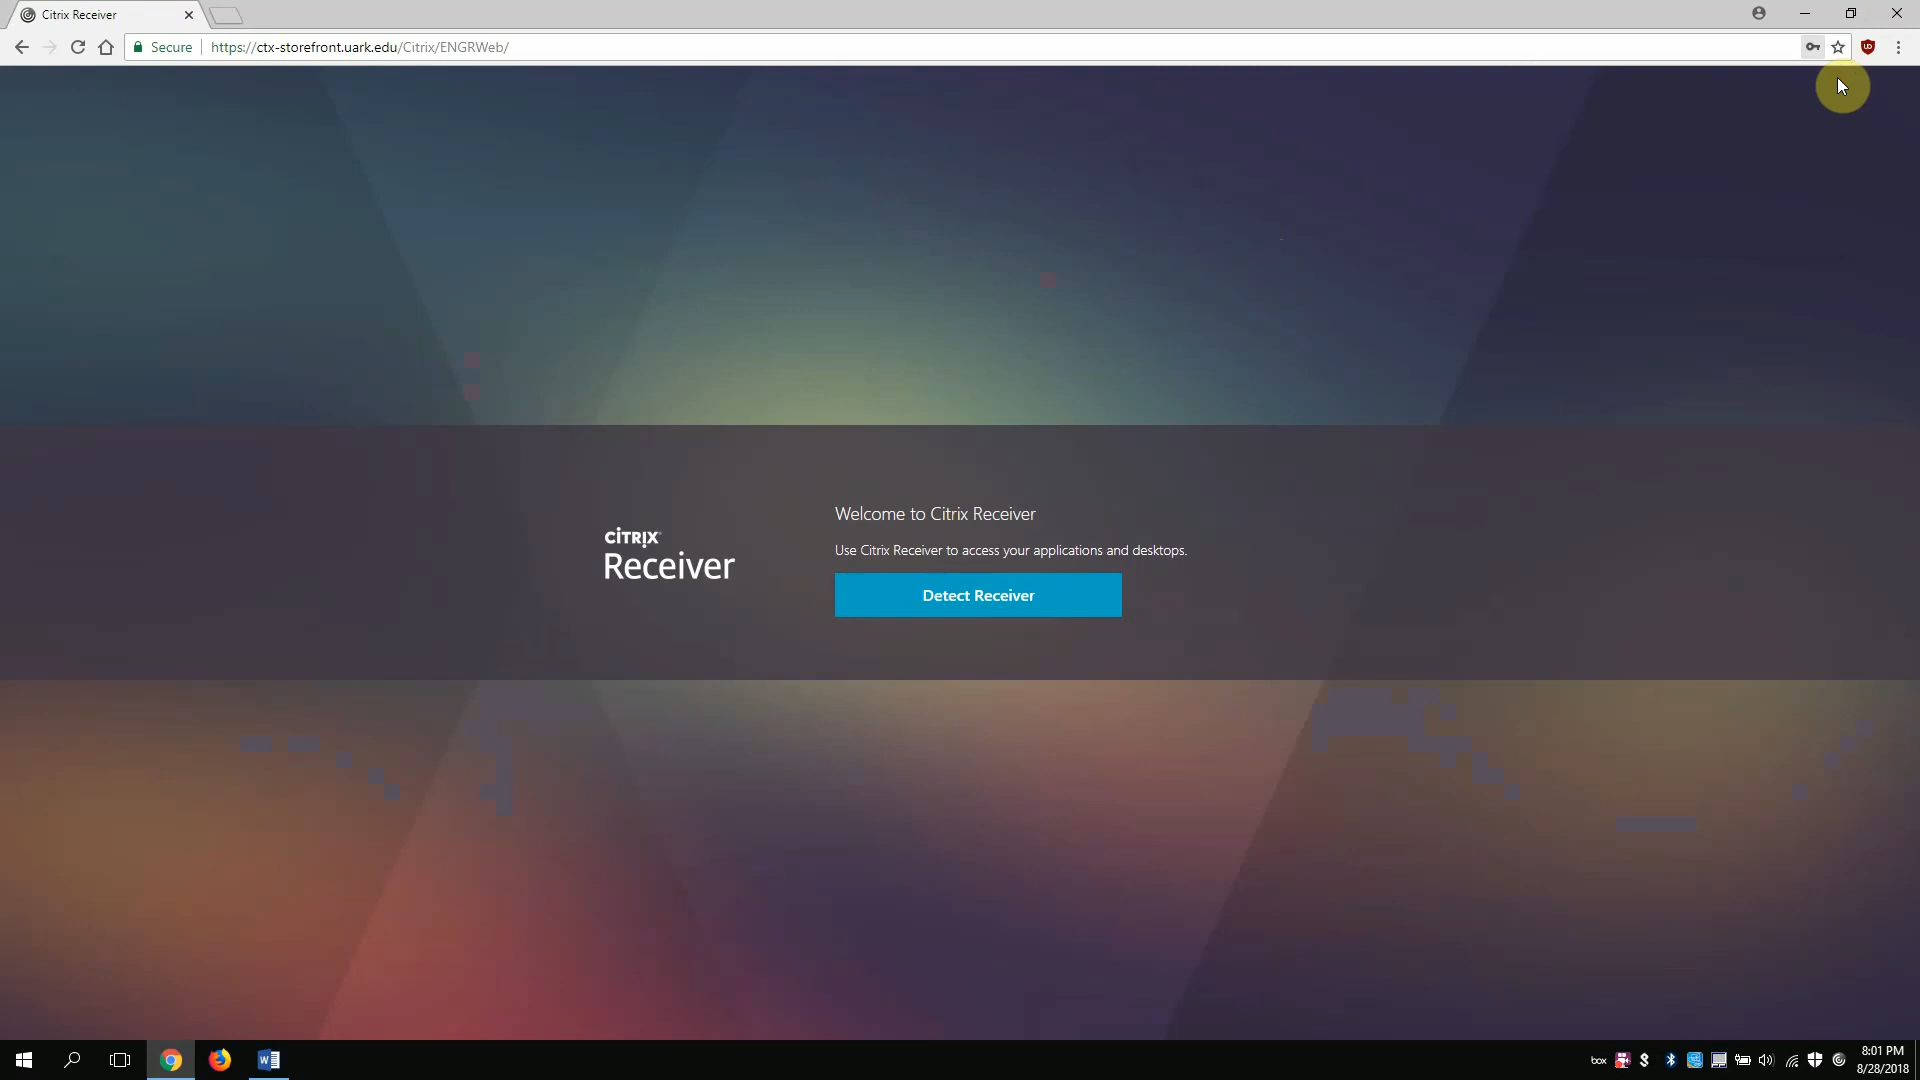 Citrix Receiver
Secure
https://ctx-storefront.uark.edu/Citrix/ENGRWeb/
Welcome to Citrix Receiver
CITRIX
Receiver
Use Citrix Receiver to access your applications and desktops.
Detect Receiver
box
8:01 PM
8/28/2018